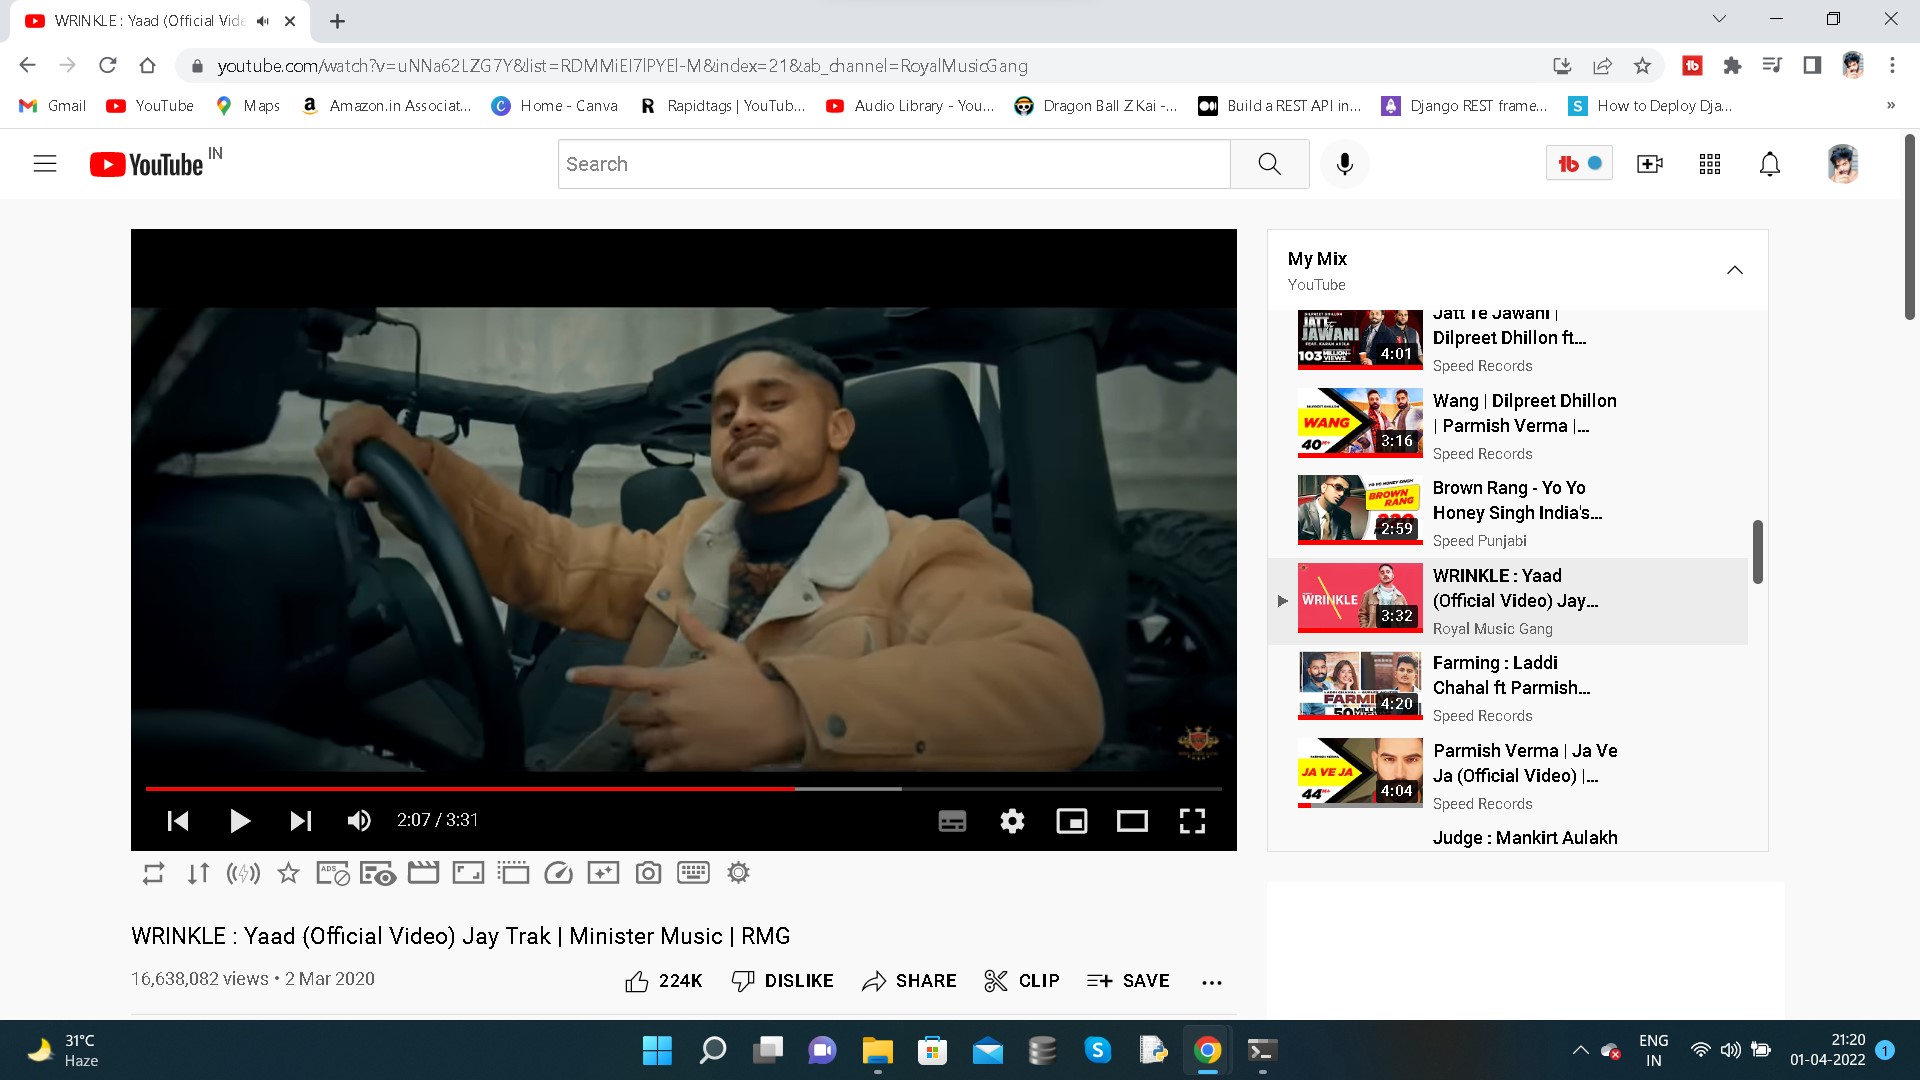 WRINKLE : Yaad (Official Vide
youtube.com/watch?v=uNNa62LZG7Y&list=RDMMiEI7lPYEl-M&index=21&ab_channel=RoyalMusicGang
Gmail
YouTube
Maps
Amazon.in Associat...
Home - Canva
Rapidtags | YouTub...
Audio Library - You...
Dragon Ball Z Kai -...
Build a REST API in...
Django REST frame...
How to Deploy Dja...
YouTube IN
Search
My Mix
YouTube
JATT
JAWANI
103 MILLION+ VIEWS
4:01
Jatt Te Jawani |
Dilpreet Dhillon ft...
Speed Records
WANG
40M+
3:16
Wang | Dilpreet Dhillon
| Parmish Verma |...
Speed Records
YO YO HONEY SINGH
BROWN
RANG
2:59
Brown Rang - Yo Yo
Honey Singh India's...
Speed Punjabi
WRINKLE
3:32
WRINKLE : Yaad
(Official Video) Jay...
Royal Music Gang
4:20
Farming : Laddi
Chahal ft Parmish...
Speed Records
JA VE JA
44M+
4:04
Parmish Verma | Ja Ve
Ja (Official Video) |...
Speed Records
Judge : Mankirt Aulakh
2:07 / 3:31
ADS
WRINKLE : Yaad (Official Video) Jay Trak | Minister Music | RMG
16,638,082 views • 2 Mar 2020
224K
DISLIKE
SHARE
CLIP
SAVE
31°C
Haze
ENG
IN
21:20
01-04-2022
1